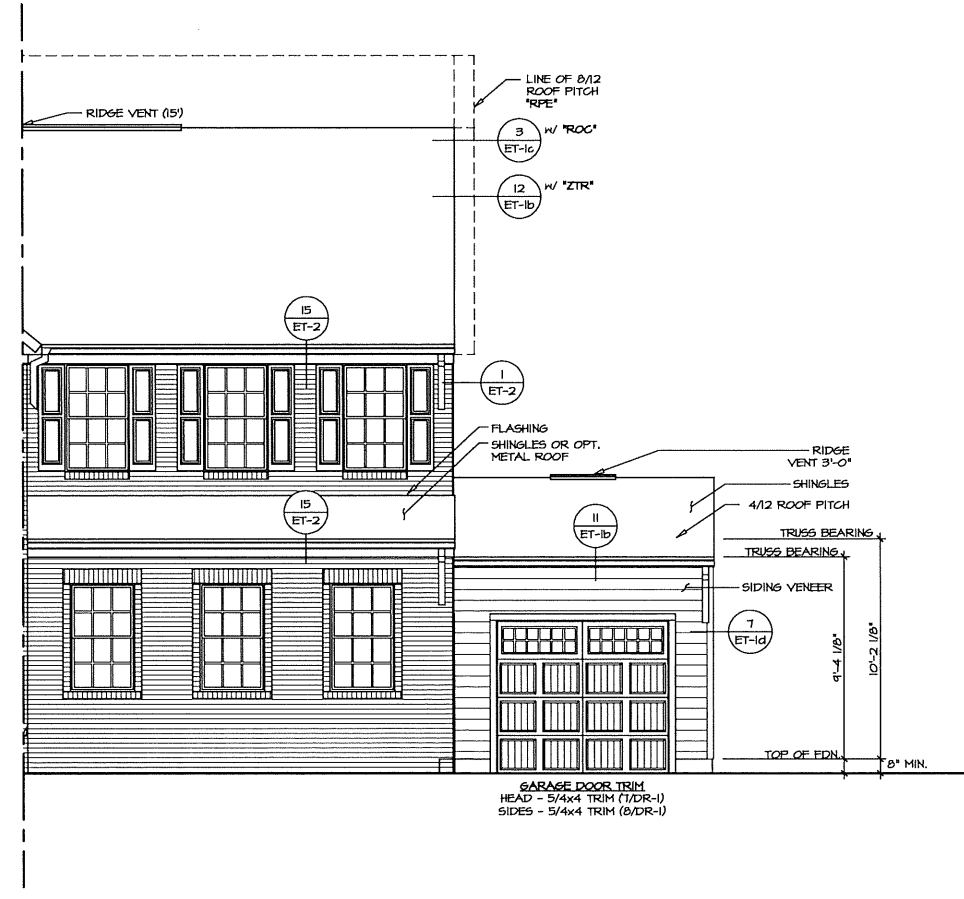 LINE OF 8/12
ROOF PITCH
"RPE"
RIDGE VENT (15')
3
ET-1c
w/ "ROC"
12
ET-1b
w/ "ZTR"
15
ET-2
1
ET-2
FLASHING
SHINGLES OR OPT.
METAL ROOF
RIDGE
VENT 3'-0"
SHINGLES
4/12 ROOF PITCH
15
ET-2
11
ET-1b
TRUSS BEARING
TRUSS BEARING
SIDING VENEER
7
ET-1d
9'-4 1/8"
10'-2 1/8"
TOP OF FDN.
8" MIN.
GARAGE DOOR TRIM
HEAD - 5/4x4 TRIM (7/DR-1)
SIDES - 5/4x4 TRIM (8/DR-1)